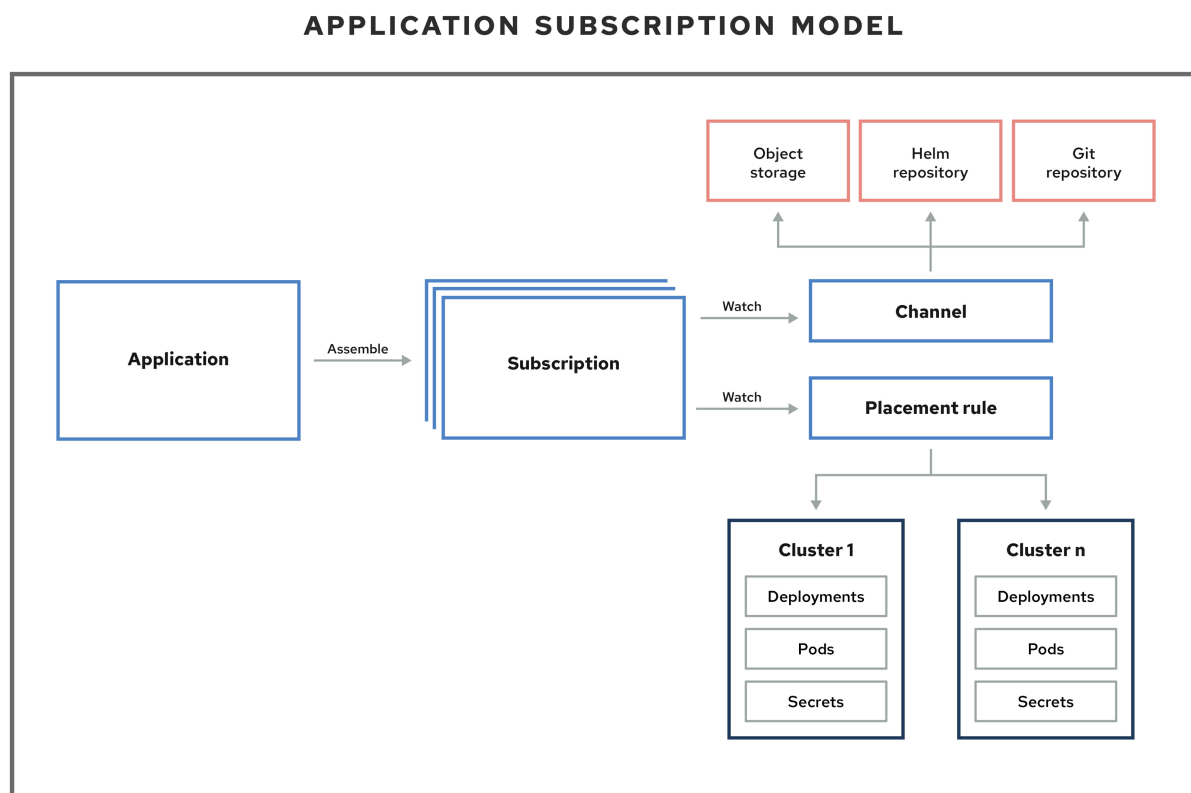 APPLICATION SUBSCRIPTION MODEL
Object
storage
Helm
repository
Git
repository
Application
Assemble
Subscription
Watch
Channel
Watch
Placement rule
Cluster 1
Deployments
Pods
Secrets
Cluster n
Deployments
Pods
Secrets